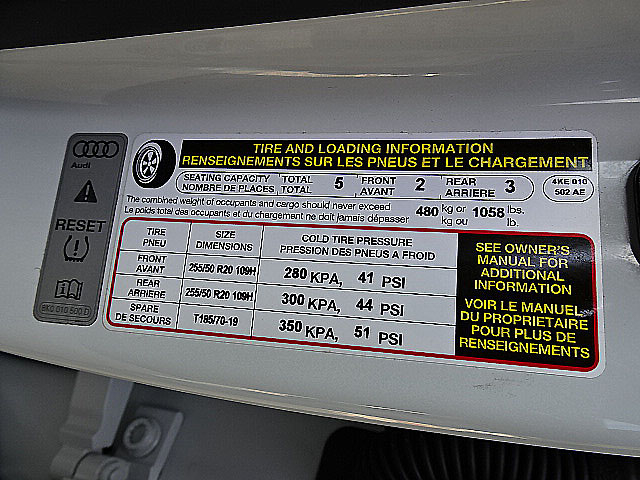 Audi
RESET
8K0 010 500 D
TIRE AND LOADING INFORMATION
RENSEIGNEMENTS SUR LES PNEUS ET LE CHARGEMENT
SEATING CAPACITY TOTAL 5 FRONT 2 REAR 3
NOMBRE DE PLACES TOTAL AVANT ARRIERE
4KE 010
502 AE
The combined weight of occupants and cargo should never exceed 480 kg or 1058 lbs.
Le poids total des occupants et du chargement ne doit jamais dépasser kg ou lb.
TIRE SIZE COLD TIRE PRESSURE
PNEU DIMENSIONS PRESSION DES PNEUS A FROID
FRONT
AVANT 255/50 R20 109H 280 KPA, 41 PSI
REAR
ARRIERE 255/50 R20 109H 300 KPA, 44 PSI
SPARE
DE SECOURS T185/70-19 350 KPA, 51 PSI
SEE OWNER'S
MANUAL FOR
ADDITIONAL
INFORMATION
VOIR LE MANUEL
DU PROPRIETAIRE
POUR PLUS DE
RENSEIGNEMENTS